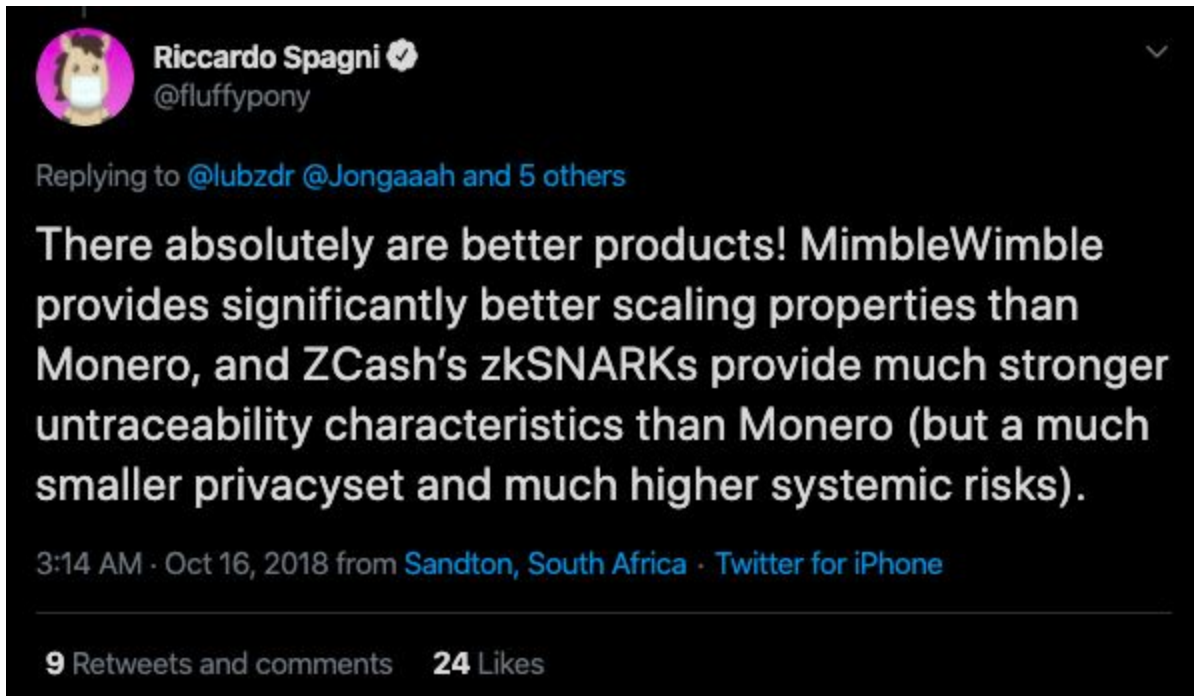 Riccardo Spagni
@fluffypony
Replying to @lubzdr @Jongaaah and 5 others
There absolutely are better products! MimbleWimble
provides significantly better scaling properties than
Monero, and ZCash's zkSNARKs provide much stronger
untraceability characteristics than Monero (but a much
smaller privacyset and much higher systemic risks).
3:14 AM · Oct 16, 2018 from Sandton, South Africa · Twitter for iPhone
9 Retweets and comments 24 Likes